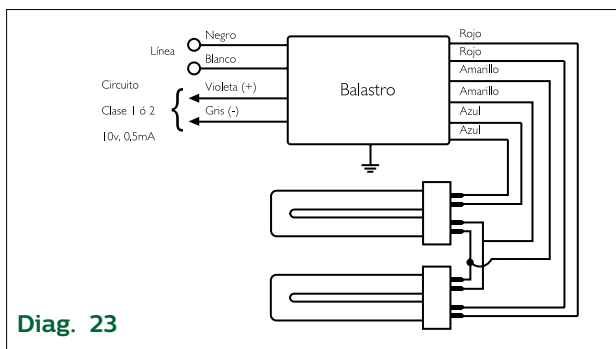 Línea
Negro
Blanco
Circuito
Clase 1 ó 2
10v, 0,5mA
Violeta (+)
Gris (-)
Balastro
Rojo
Rojo
Amarillo
Amarillo
Azul
Azul
Diag. 23